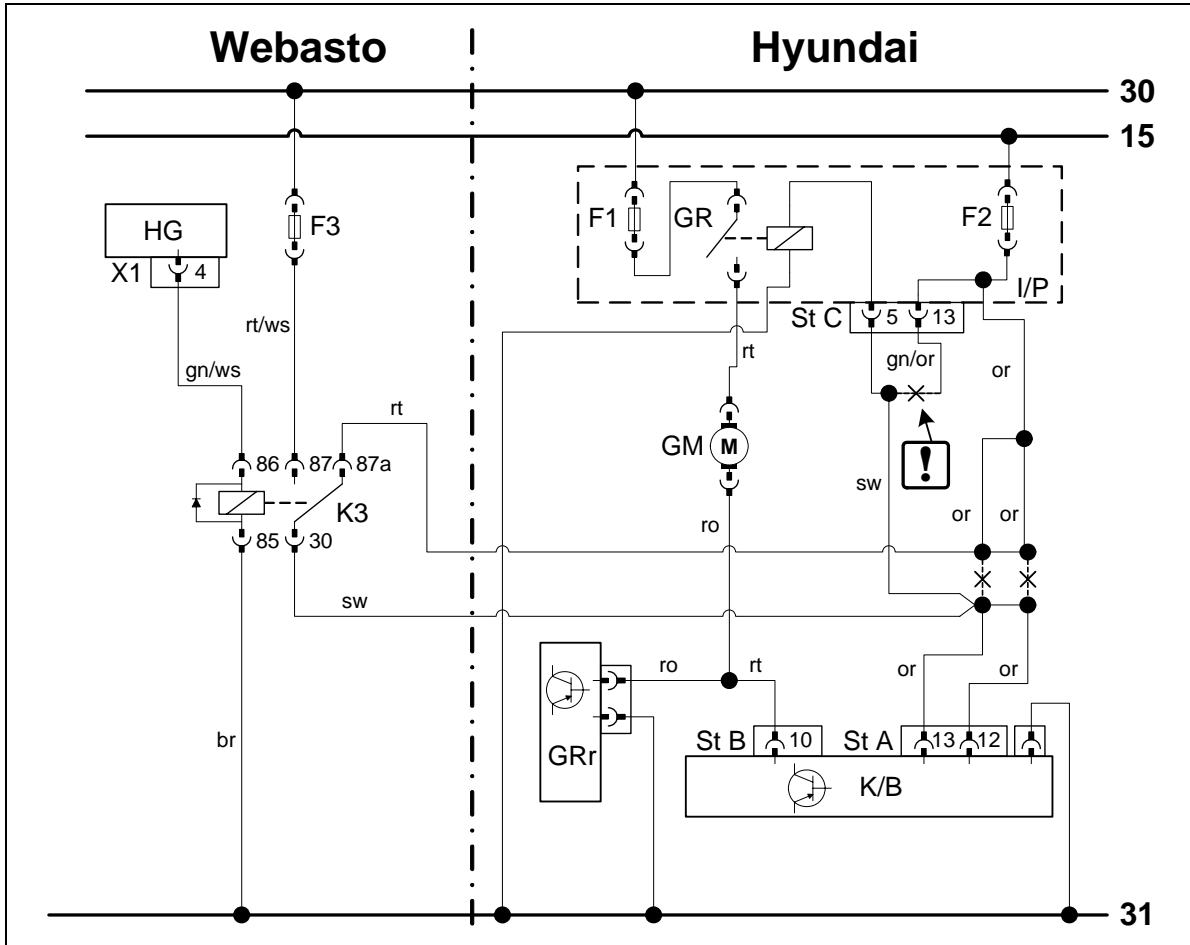 Webasto Hyundai
30
15
HG
X1 4
F3
F1
GR
F2
I/P
St C 5 13
rt/ws
gn/ws
rt
rt
gn/or
or
86 87 87a
K3
85 30
GM M
!
sw
ro
or or
sw
br
ro rt
or or
GRr
St B 10 St A 13 12
K/B
31